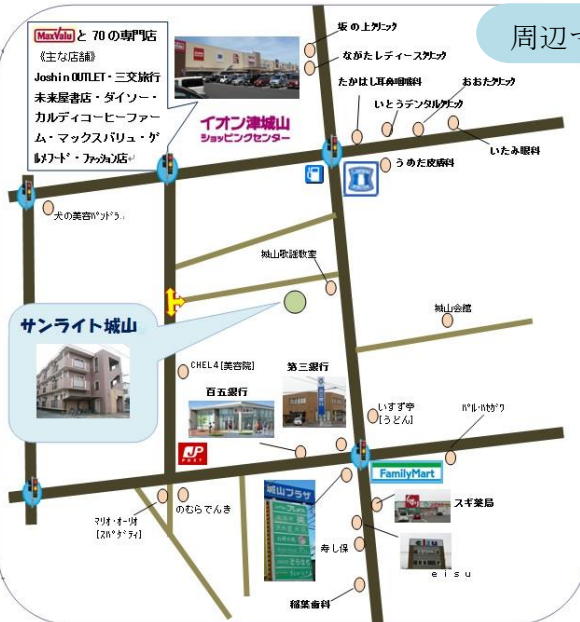 周辺マ
MaxValuと70の専門店
《主な店舗》
Joshin OUTLET・三交旅行
未来屋書店・ダイソー・
カルディコーヒーファー
ム・マックスバリュ・グ
ルメフード・ファッション店
イオン津城山
ショッピングセンター
坂の上クリニック
ながたレディースクリニック
たかはし耳鼻咽喉科
おおたクリニック
いとうデンタルクリニック
いたみ眼科
うめだ皮膚科
犬の美容パンドラ
城山歌謡教室
サンライト城山
城山会館
CHEL4[美容院]
第三銀行
百五銀行
いすず亭
[うどん]
JP
POST
FamilyMart
城山プラザ
スギ薬局
マリオ・オーリオ
[スパゲティ]
のむらでんき
寿し保
eisu
稲葉歯科